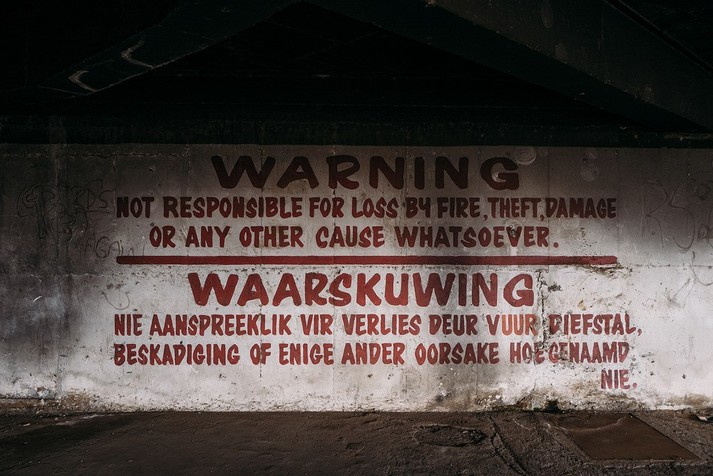 WARNING
NOT RESPONSIBLE FOR LOSS BY FIRE, THEFT, DAMAGE
OR ANY OTHER CAUSE WHATSOEVER.
WAARSKUWING
NIE AANSPREEKLIK VIR VERLIES DEUR VUUR, DIEFSTAL,
BESKADIGING OF ENIGE ANDER OORSAKE HOEGENAAMD
NIE.